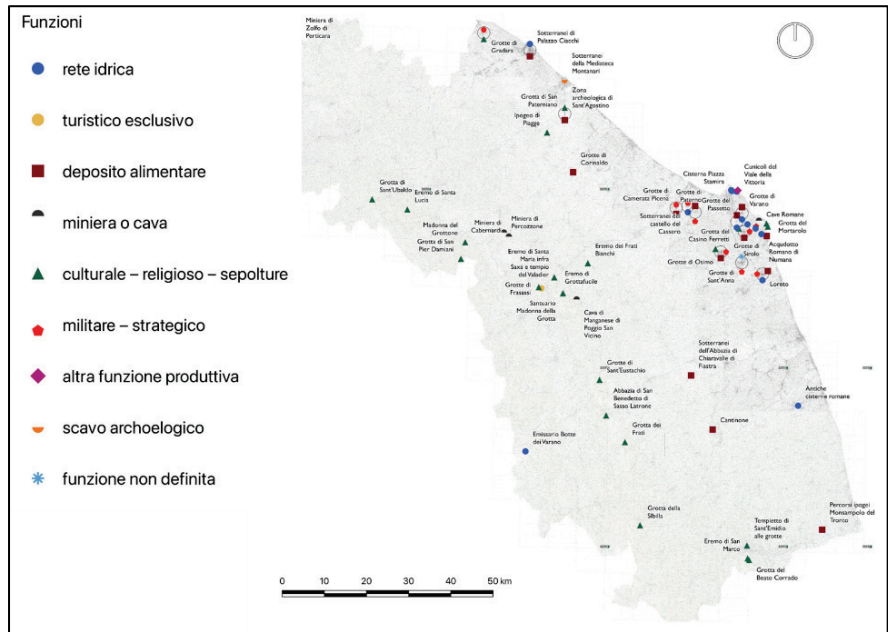 Funzioni
rete idrica
turistico esclusivo
deposito alimentare
miniera o cava
culturale – religioso – sepolture
militare – strategico
altra funzione produttiva
scavo archoelogico
funzione non definita
Miniera di
Zolfo di
Perticara
Grotte di
Gradara
Sotterranei di
Palazzo Ciacchi
Sotterranei
della Mediateca
Montanari
Zona
archeologica di
Sant'Agostino
Grotta di San
Paterniano
Ipogeo di
Piagge
Grotte di
Corinaldo
Cisterna Piazza
Stamira
Cunicoli del
Viale della
Vittoria
Grotte di
Camerata Picena
Grotte di
Paterno
Grotte del
Passetto
Grotte di
Varano
Cave Romane
Grotta del
Mortarolo
Sotterranei del
castello del
Cassero
Grotta del
Casino Ferretti
Grotte di
Sirolo
Acqudotto
Romano di
Numana
Grotte di Osimo
Grotte di
Sant'Anna
Loreto
Grotta di
Sant'Ubaldo
Eremo di Santa
Lucia
Madonna del
Grottone
Grotta di San
Pier Damiani
Miniera di
Cabernardi
Miniera di
Percozzone
Eremo di Santa
Maria infra
Saxa e tempio
del Valadier
Eremo dei Frati
Bianchi
Eremo di
Grottafucile
Grotte di
Frasassi
Santuario
Madonna della
Grotta
Cava di
Manganese di
Poggio San
Vicino
Sotterranei
dell'Abbazia di
Chiaravalle di
Fiastra
Grotte di
Sant'Eustachio
Abbazia di San
Benedetto di
Sasso Latrone
Antiche
cisterne romane
Grotta dei
Frati
Cantinone
Emissario Botte
dei Varano
Grotta della
Sibilla
Tempietto di
Sant'Emidio
alle grotte
Eremo di San
Marco
Percorsi ipogei
Monsampolo del
Tronto
Grotta del
Beato Corrado
0 10 20 30 40 50 km